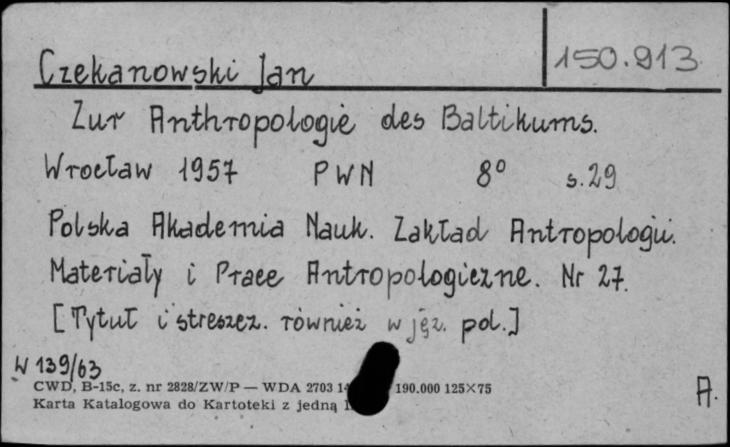 150.913
Czekanowski Jan
Zur Anthropologie des Baltikums.
Wrocław 1957 PWN 8° s.29
Polska Akademia Nauk. Zakład Antropologii.
Materiały i Prace Antropologiczne. Nr 27.
[Tytuł i streszcz. również w jęz. pol.]
W 139/63
CWD, B-15c, z. nr 2828/ZW/P — WDA 2703 190.000 125×75
Karta Katalogowa do Kartoteki z jedną
A.